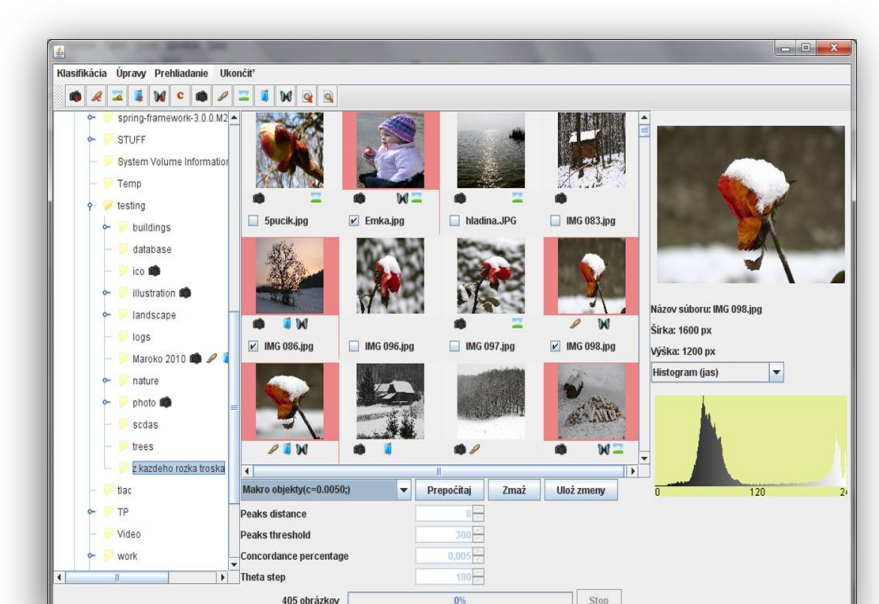 Klasifikácia Úpravy Prehliadanie Ukončiť
spring-framework-3.0.0.M2
STUFF
System Volume Information
Temp
testing
buildings
database
ico
illustration
landscape
logs
Maroko 2010
nature
photo
scdas
trees
z kazdeho rozka troska
tlac
TP
Video
work
5pucik.jpg Emka.jpg hladina.JPG IMG 083.jpg
IMG 086.jpg IMG 096.jpg IMG 097.jpg IMG 098.jpg
Makro objekty(c=0.0050;) Prepočítaj Zmaž Ulož zmeny
Peaks distance 8
Peaks threshold 300
Concordance percentage 0,005
Theta step 180
405 obrázkov 0% Stop
Názov súboru: IMG 098.jpg
Šírka: 1600 px
Výška: 1200 px
Histogram (jas)
0 120 24